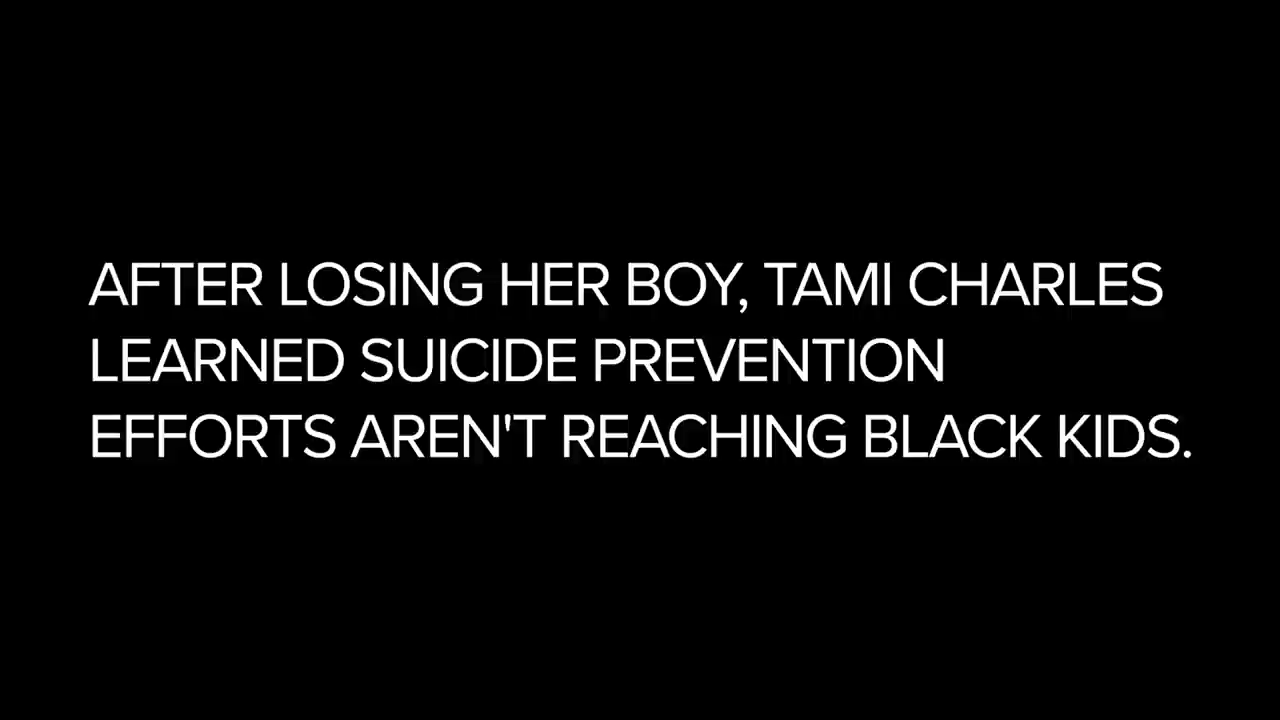 AFTER LOSING HER BOY, TAMI CHARLES
LEARNED SUICIDE PREVENTION
EFFORTS AREN'T REACHING BLACK KIDS.